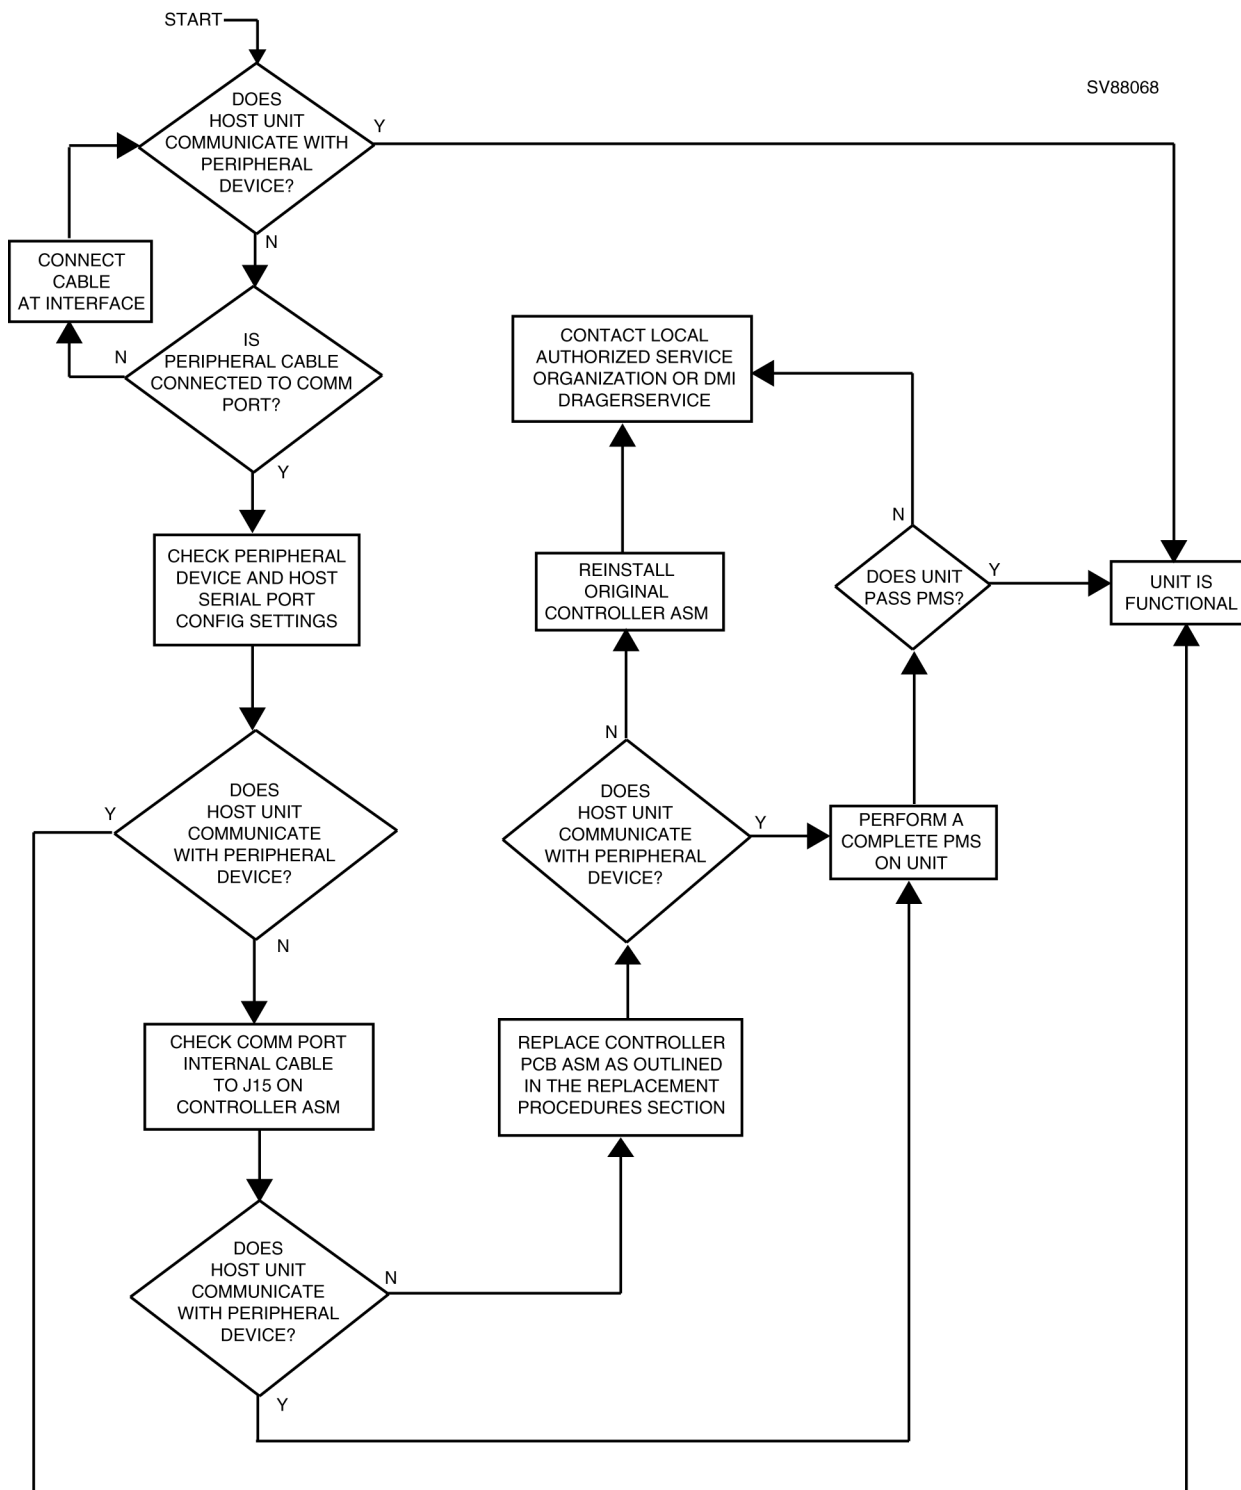 START
SV88068
DOES
HOST UNIT
COMMUNICATE WITH
PERIPHERAL
DEVICE?
Y
N
CONNECT
CABLE
AT INTERFACE
IS
PERIPHERAL CABLE
CONNECTED TO COMM
PORT?
N
Y
CHECK PERIPHERAL
DEVICE AND HOST
SERIAL PORT
CONFIG SETTINGS
DOES
HOST UNIT
COMMUNICATE
WITH PERIPHERAL
DEVICE?
Y
N
CHECK COMM PORT
INTERNAL CABLE
TO J15 ON
CONTROLLER ASM
DOES
HOST UNIT
COMMUNICATE
WITH PERIPHERAL
DEVICE?
N
Y
REPLACE CONTROLLER
PCB ASM AS OUTLINED
IN THE REPLACEMENT
PROCEDURES SECTION
DOES
HOST UNIT
COMMUNICATE
WITH PERIPHERAL
DEVICE?
N
Y
REINSTALL
ORIGINAL
CONTROLLER ASM
CONTACT LOCAL
AUTHORIZED SERVICE
ORGANIZATION OR DMI
DRAGERSERVICE
PERFORM A
COMPLETE PMS
ON UNIT
DOES UNIT
PASS PMS?
N
Y
UNIT IS
FUNCTIONAL